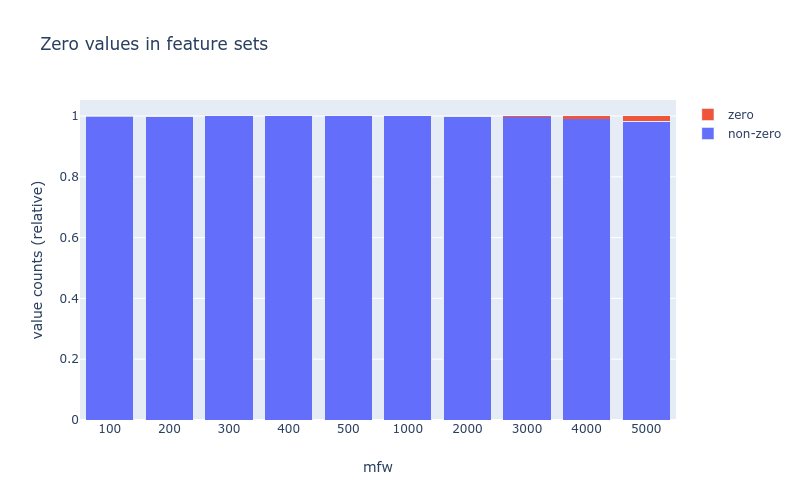 Zero values in feature sets
zero
non-zero
value counts (relative)
1
0.8
0.6
0.4
0.2
0
100 200 300 400 500 1000 2000 3000 4000 5000
mfw